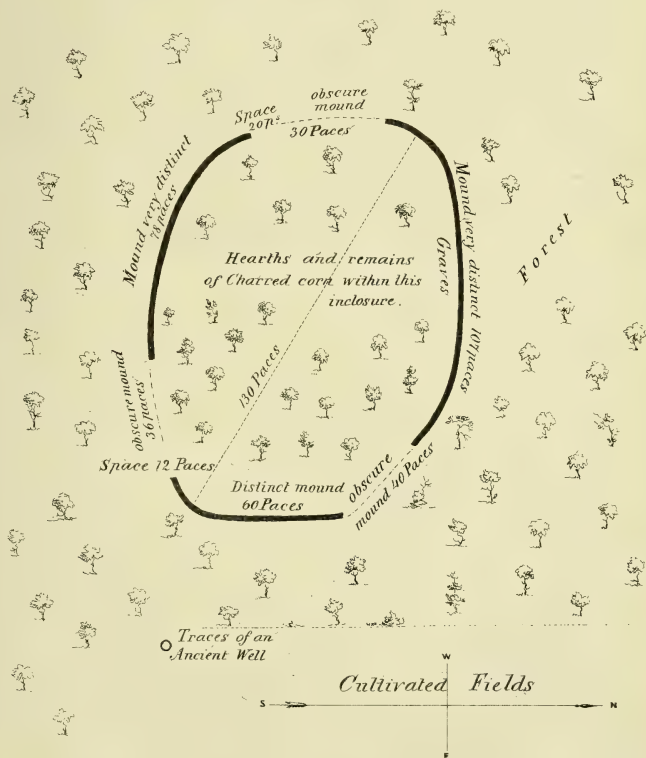 obscure
mound
Space
20 ps
30 Paces
Mound very distinct
78 paces
Mound very distinct 107 paces
Graves
Forest
Hearths and remains
of Charred corn within this
inclosure.
130 Paces
obscure mound
36 paces
Space 12 Paces
Distinct mound
60 Paces
obscure
mound 40 Paces
Traces of an
Ancient Well
Cultivated Fields
W
S
N
E